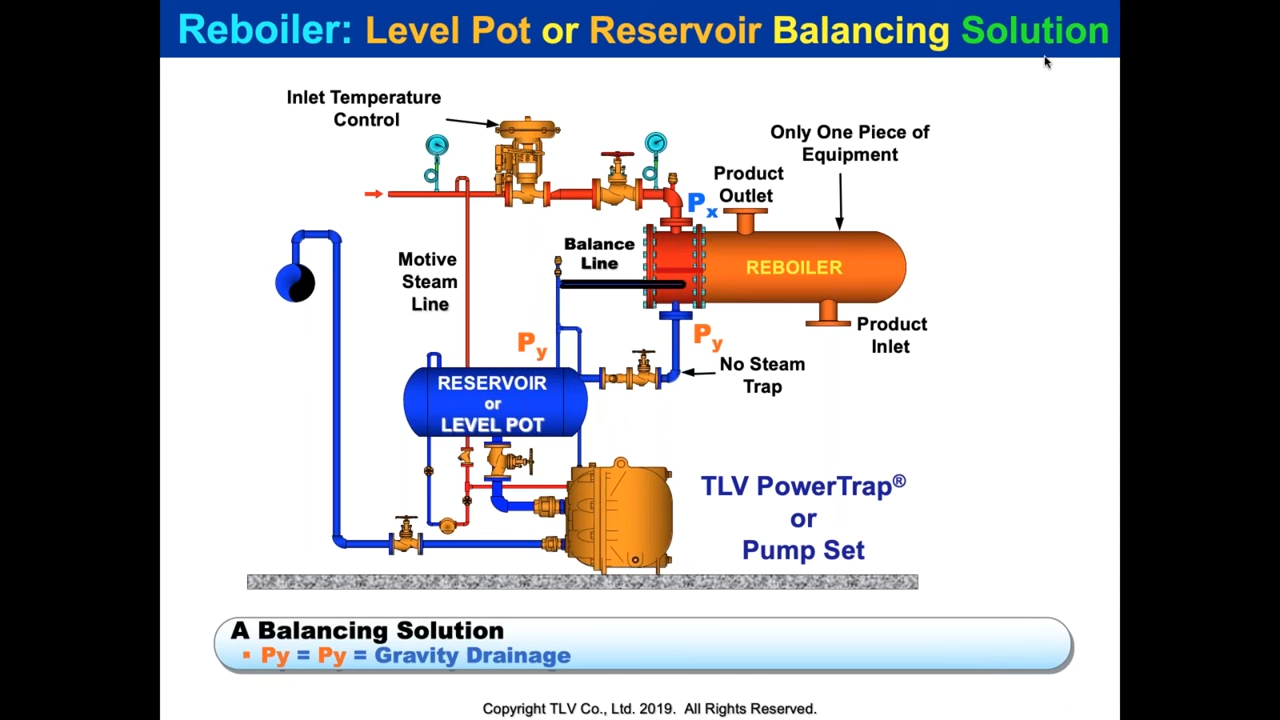 Reboiler: Level Pot or Reservoir Balancing Solution
Inlet Temperature
Control
Only One Piece of
Equipment
Product
Outlet
Px
Balance
Line
REBOILER
Motive
Steam
Line
Py
Py
Product
Inlet
No Steam
Trap
RESERVOIR
or
LEVEL POT
TLV PowerTrap®
or
Pump Set
A Balancing Solution
▪ Py = Py = Gravity Drainage
Copyright TLV Co., Ltd. 2019. All Rights Reserved.